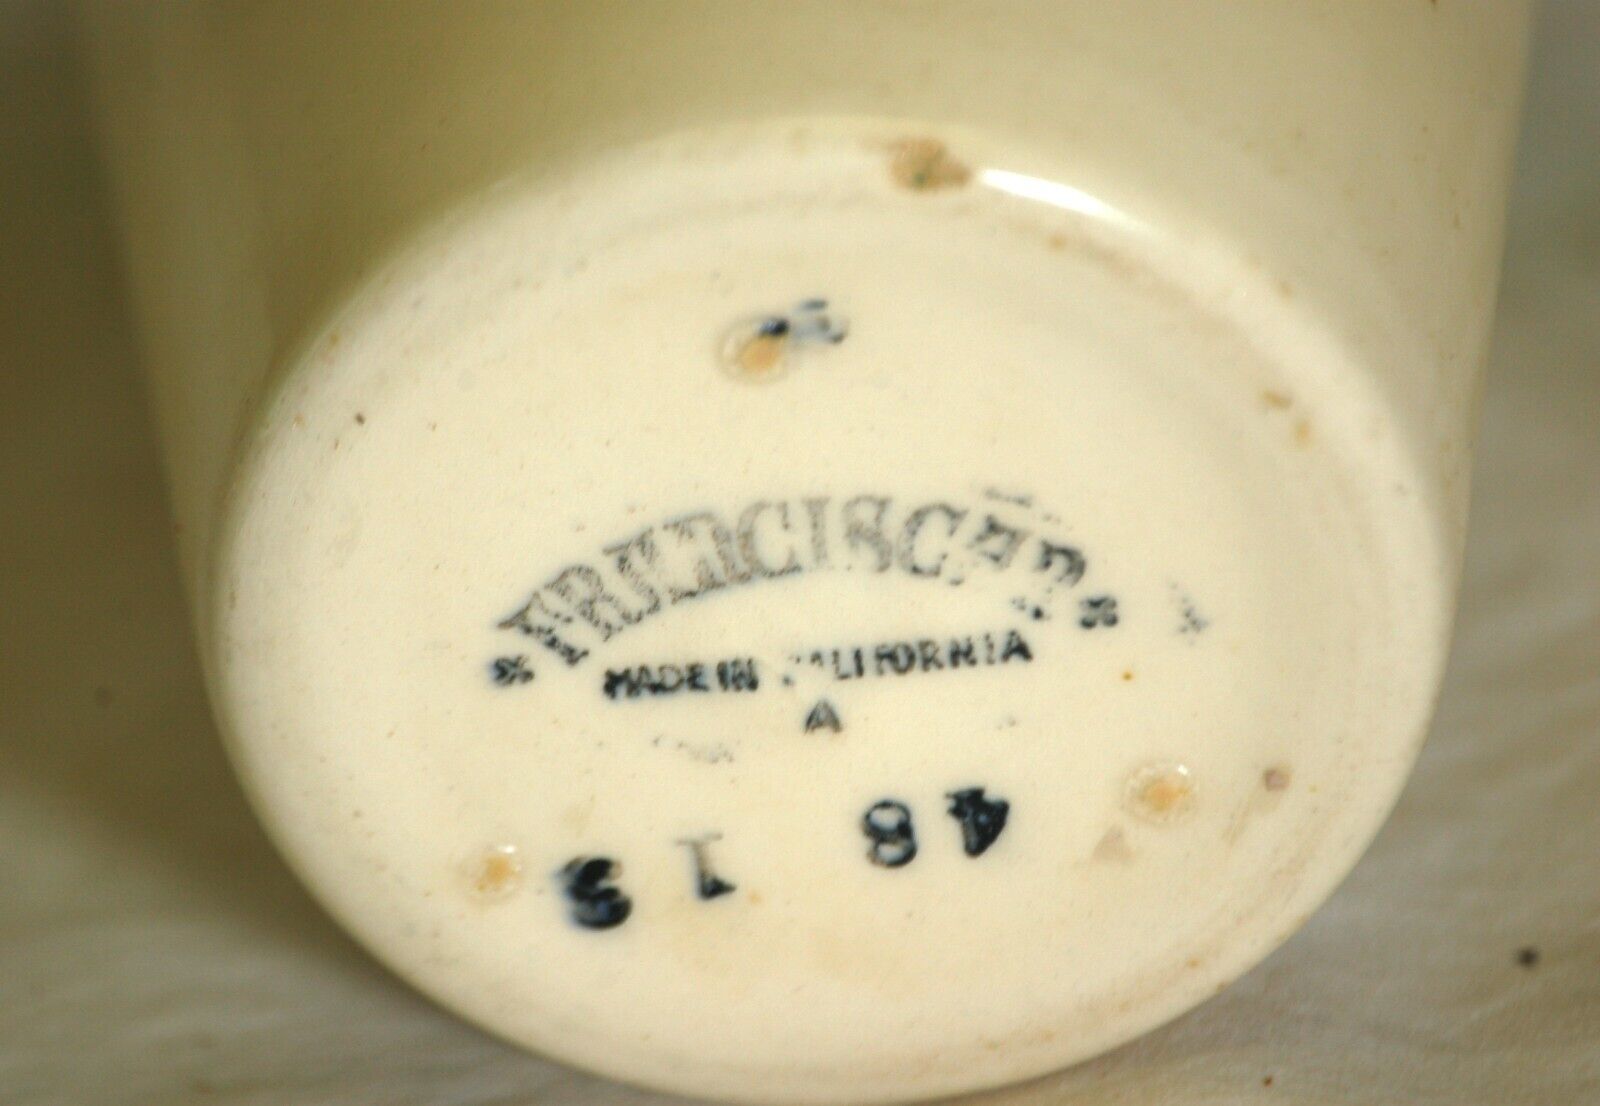 FRANCISCAN
MADE IN CALIFORNIA
A
48 13